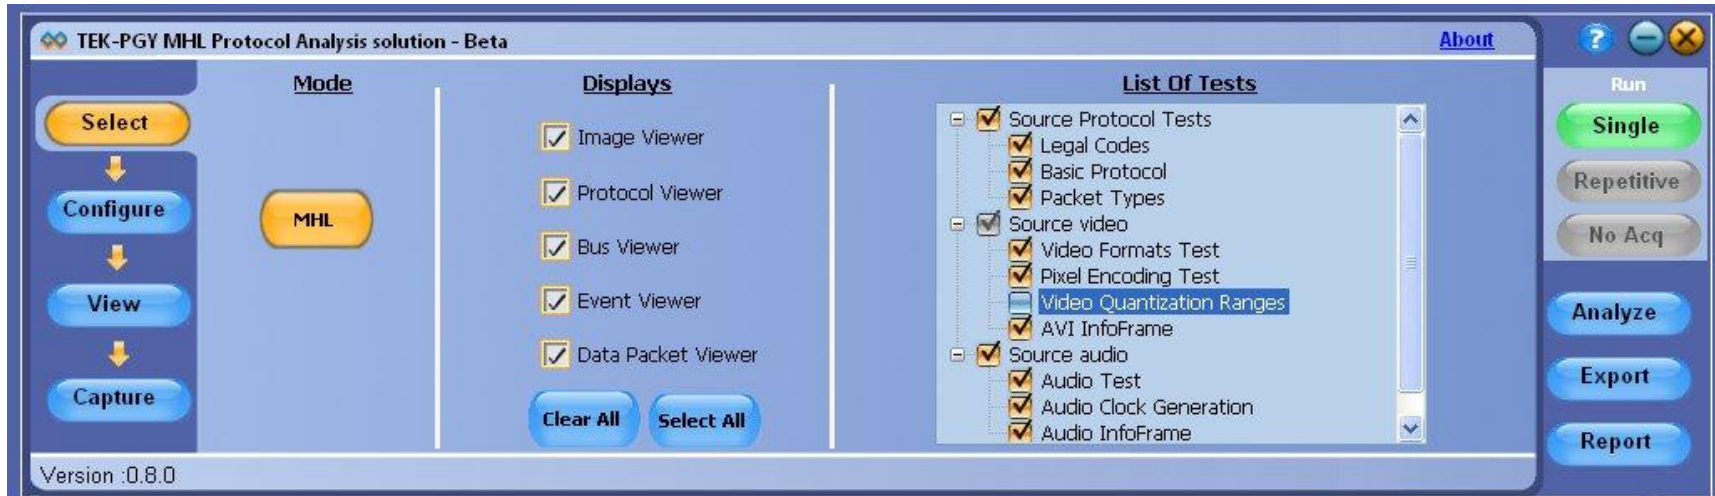 TEK-PGY MHL Protocol Analysis solution - Beta
About
?
Select
Configure
View
Capture
Mode
MHL
Displays
Image Viewer
Protocol Viewer
Bus Viewer
Event Viewer
Data Packet Viewer
Clear All
Select All
List Of Tests
Source Protocol Tests
Legal Codes
Basic Protocol
Packet Types
Source video
Video Formats Test
Pixel Encoding Test
Video Quantization Ranges
AVI InfoFrame
Source audio
Audio Test
Audio Clock Generation
Audio InfoFrame
Run
Single
Repetitive
No Acq
Analyze
Export
Report
Version :0.8.0